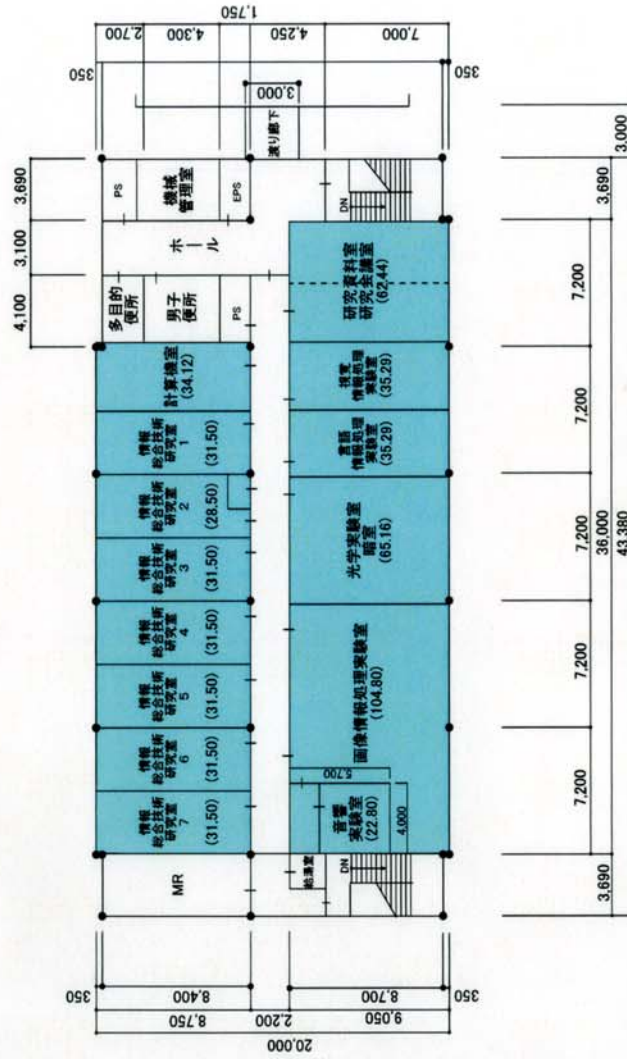 350
2,700
4,300
1,750
4,250
7,000
350
3,000
4,100
3,100
3,690
MR
情報
総合技術
研究室
7
(31.50)
情報
総合技術
研究室
6
(31.50)
情報
総合技術
研究室
5
(31.50)
情報
総合技術
研究室
4
(31.50)
情報
総合技術
研究室
3
(31.50)
情報
総合技術
研究室
2
(28.50)
情報
総合技術
研究室
1
(31.50)
計算機室
(34.12)
多目的
便所
男子
便所
PS
ホール
PS
機械
管理室
EPS
渡り廊下
給湯室
DN
音響
実験室
(22.80)
5,700
4,000
画像情報処理実験室
(104.80)
光学実験室
暗室
(65.16)
言語
情報処理
実験室
(35.29)
視覚
情報処理
実験室
(35.29)
研究資料室
研究会議室
(62.44)
DN
350
8,400
8,700
350
8,750
2,200
9,050
20,000
3,690
7,200
7,200
7,200
7,200
7,200
3,690
3,000
36,000
43,380